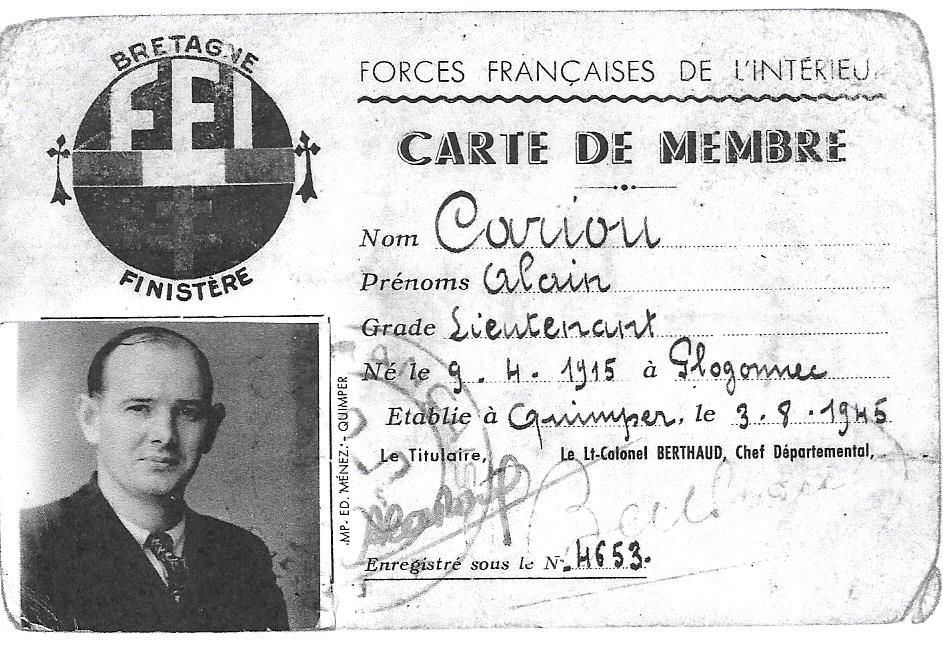 BRETAGNE
FFI
FINISTÈRE
FORCES FRANÇAISES DE L'INTÉRIEUR
CARTE DE MEMBRE
Nom Cariou
Prénoms Alain
Grade Lieutenant
Né le 9.4.1915 à Plogonnec
Etablie à Quimper, le 3.8.1945
Le Titulaire,
Le Lt-Colonel BERTHAUD, Chef Départemental,
IMP. ED. MÉNEZ. - QUIMPER
Enregistré sous le N° 4653.